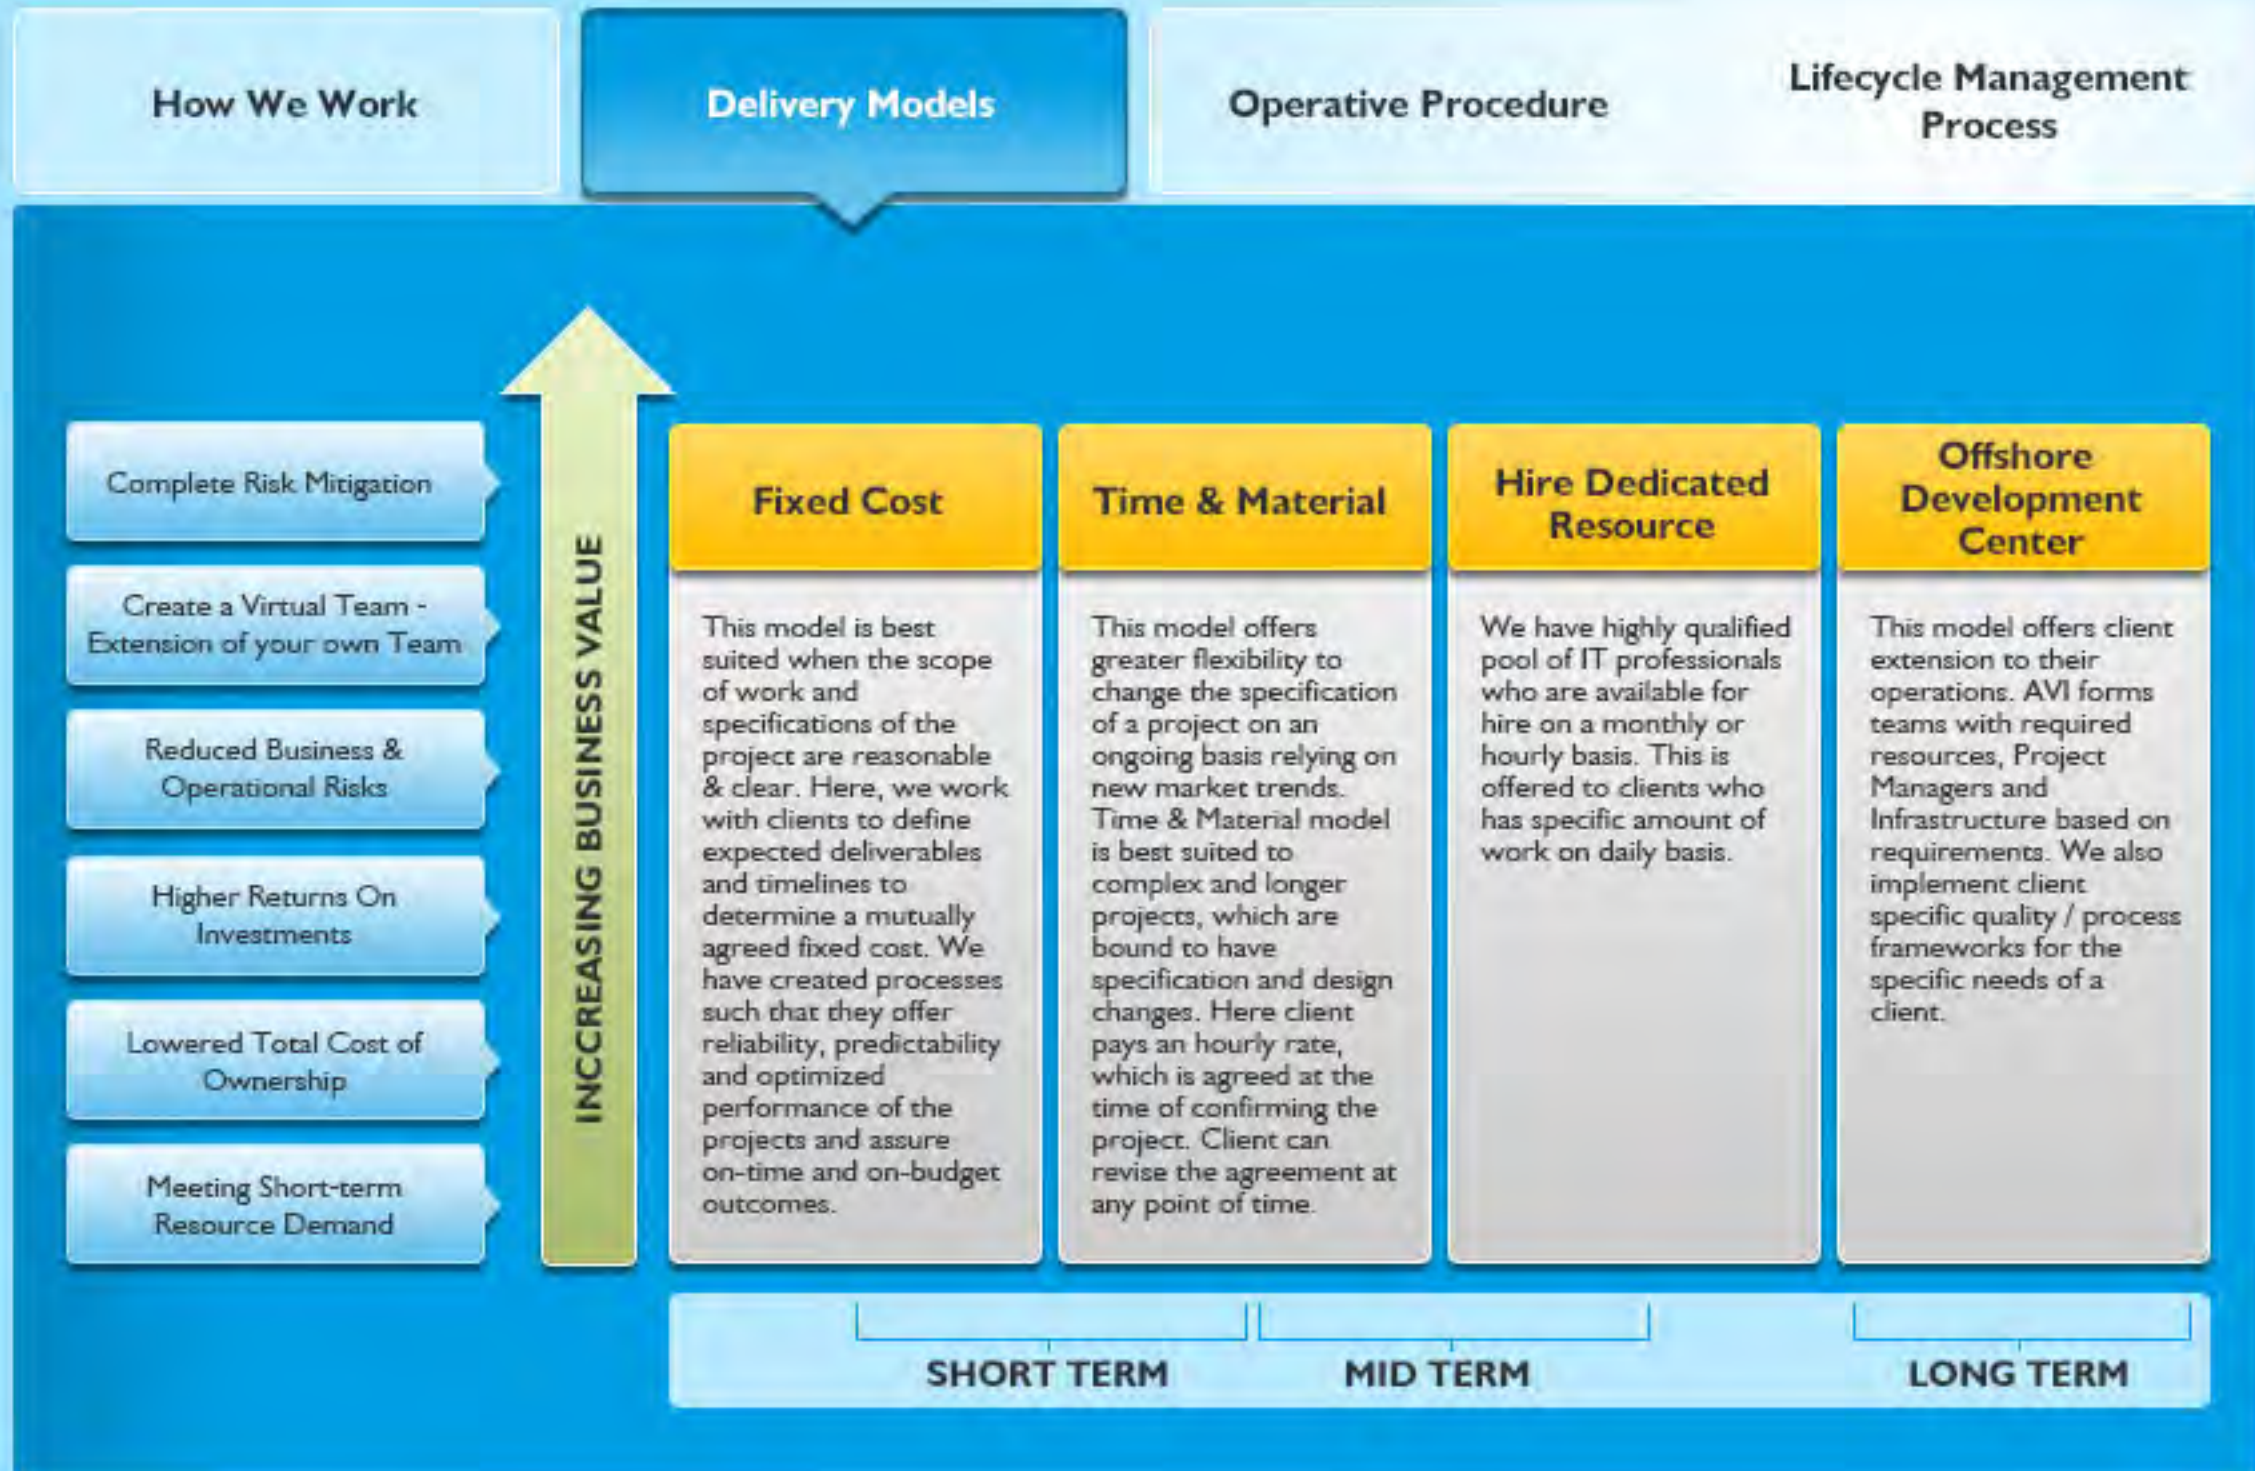 How We Work
Delivery Models
Operative Procedure
Lifecycle Management
Process
Complete Risk Mitigation
Create a Virtual Team -
Extension of your own Team
Reduced Business &
Operational Risks
Higher Returns On
Investments
Lowered Total Cost of
Ownership
Meeting Short-term
Resource Demand
INCCREASING BUSINESS VALUE
Fixed Cost
This model is best
suited when the scope
of work and
specifications of the
project are reasonable
& clear. Here, we work
with clients to define
expected deliverables
and timelines to
determine a mutually
agreed fixed cost. We
have created processes
such that they offer
reliability, predictability
and optimized
performance of the
projects and assure
on-time and on-budget
outcomes.
Time & Material
This model offers
greater flexibility to
change the specification
of a project on an
ongoing basis relying on
new market trends.
Time & Material model
is best suited to
complex and longer
projects, which are
bound to have
specification and design
changes. Here client
pays an hourly rate,
which is agreed at the
time of confirming the
project. Client can
revise the agreement at
any point of time.
Hire Dedicated
Resource
We have highly qualified
pool of IT professionals
who are available for
hire on a monthly or
hourly basis. This is
offered to clients who
has specific amount of
work on daily basis.
Offshore
Development
Center
This model offers client
extension to their
operations. AVI forms
teams with required
resources, Project
Managers and
Infrastructure based on
requirements. We also
implement client
specific quality / process
frameworks for the
specific needs of a
client.
SHORT TERM
MID TERM
LONG TERM